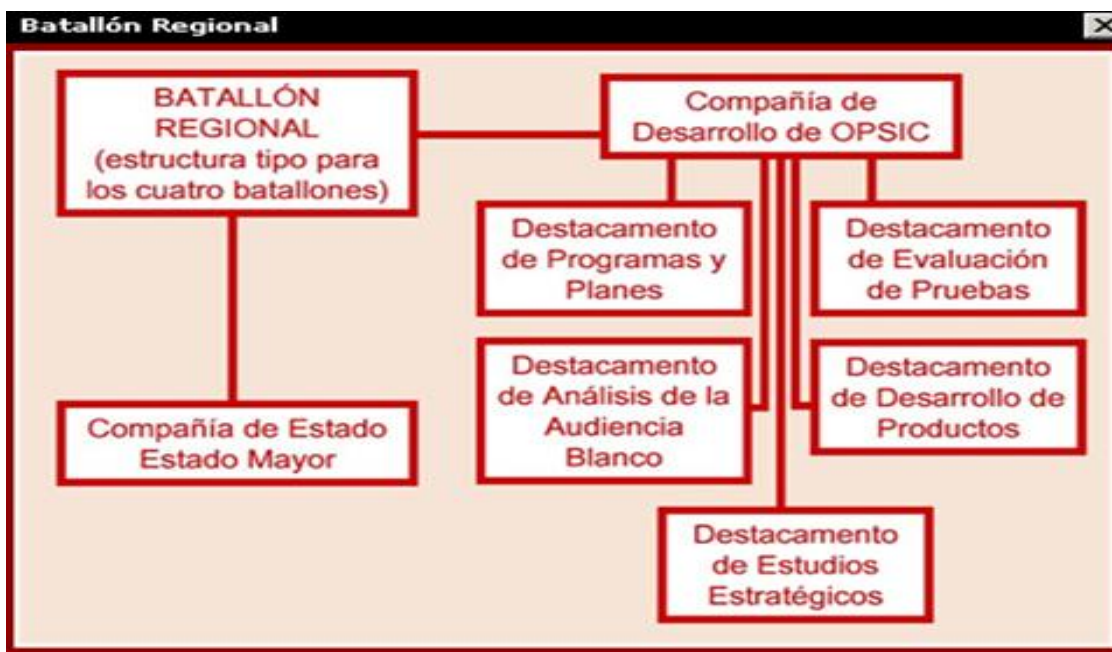 Batallón Regional
BATALLÓN
REGIONAL
(estructura tipo para
los cuatro batallones)
Compañía de
Desarrollo de OPSIC
Destacamento
de Programas y
Planes
Destacamento
de Evaluación
de Pruebas
Destacamento
de Análisis de la
Audiencia
Blanco
Destacamento
de Desarrollo de
Productos
Compañía de Estado
Estado Mayor
Destacamento
de Estudios
Estratégicos